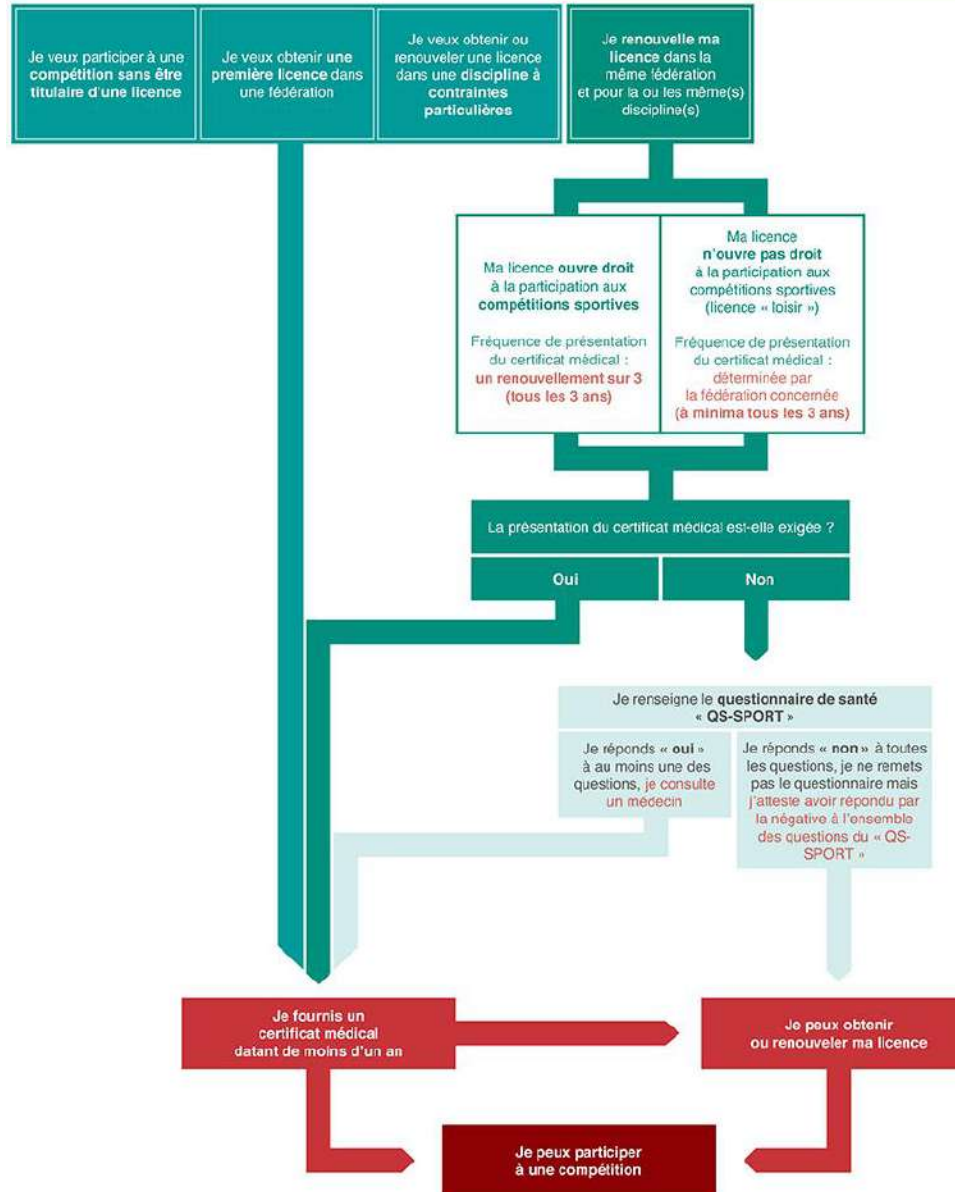 Je veux participer à une
compétition sans être
titulaire d'une licence
Je veux obtenir une
première licence dans
une fédération
Je veux obtenir ou
renouveler une licence
dans une discipline à
contraintes
particulières
Je renouvelle ma
licence dans la
même fédération
et pour la ou les même(s)
discipline(s)
Ma licence ouvre droit
à la participation aux
compétitions sportives
Fréquence de présentation
du certificat médical :
un renouvellement sur 3
(tous les 3 ans)
Ma licence
n'ouvre pas droit
à la participation aux
compétitions sportives
(licence « loisir »)
Fréquence de présentation
du certificat médical :
déterminée par
la fédération concernée
(à minima tous les 3 ans)
La présentation du certificat médical est-elle exigée ?
Oui
Non
Je renseigne le questionnaire de santé
« QS-SPORT »
Je réponds « oui »
à au moins une des
questions, je consulte
un médecin
Je réponds « non » à toutes
les questions, je ne remets
pas le questionnaire mais
j'atteste avoir répondu par
la négative à l'ensemble
des questions du « QS-
SPORT »
Je fournis un
certificat médical
datant de moins d'un an
Je peux obtenir
ou renouveler ma licence
Je peux participer
à une compétition